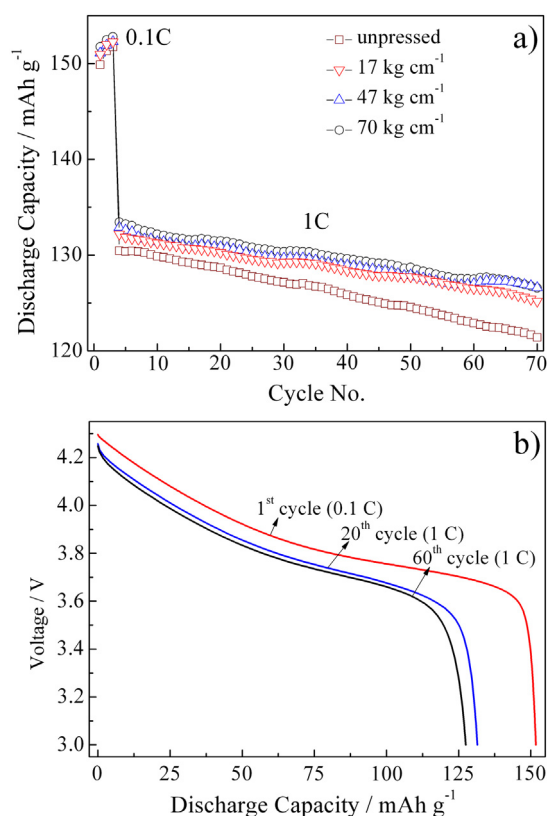 a)
0.1C
unpressed
17 kg cm⁻¹
47 kg cm⁻¹
70 kg cm⁻¹
1C
150
140
130
120
0 10 20 30 40 50 60 70
Discharge Capacity / mAh g⁻¹
Cycle No.
b)
4.2
4.0
3.8
3.6
3.4
3.2
3.0
1ˢᵗ cycle (0.1 C)
20ᵗʰ cycle (1 C)
60ᵗʰ cycle (1 C)
Voltage / V
0 25 50 75 100 125 150
Discharge Capacity / mAh g⁻¹